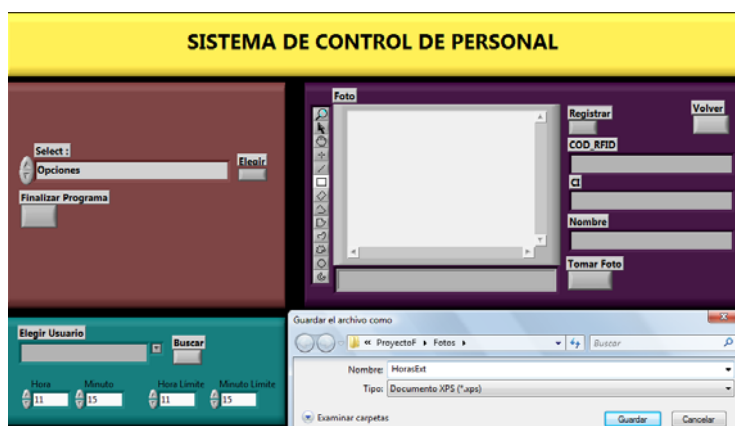 SISTEMA DE CONTROL DE PERSONAL
Select :
Opciones
Elegir
Finalizar Programa
Foto
Registrar
Volver
COD_RFID
CI
Nombre
Tomar Foto
Elegir Usuario
Buscar
Hora
Minuto
Hora Limite
Minuto Limite
11
15
11
15
Guardar el archivo como
« ProyectoF ▸ Fotos ▸
Buscar
Nombre: HorasExt
Tipo: Documento XPS (*.xps)
Examinar carpetas
Guardar
Cancelar